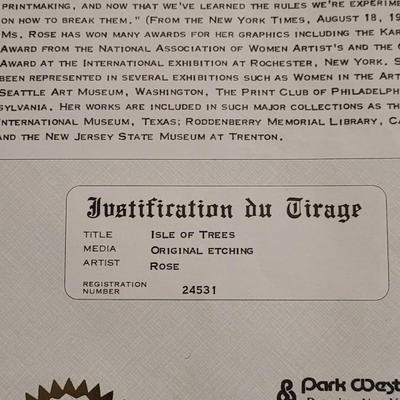 PRINTMAKING, AND NOW THAT WE'VE LEARNED THE RULES WE'RE EXPERIME
ON HOW TO BREAK THEM." (FROM THE NEW YORK TIMES, AUGUST 18, 19
MS. ROSE HAS WON MANY AWARDS FOR HER GRAPHICS INCLUDING THE KAR
AWARD FROM THE NATIONAL ASSOCIATION OF WOMEN ARTIST'S AND THE
AWARD AT THE INTERNATIONAL EXHIBITION AT ROCHESTER, NEW YORK. S
BEEN REPRESENTED IN SEVERAL EXHIBITIONS SUCH AS WOMEN IN THE ART
SEATTLE ART MUSEUM, WASHINGTON, THE PRINT CLUB OF PHILADELPH
SYLVANIA. HER WORKS ARE INCLUDED IN SUCH MAJOR COLLECTIONS AS TH
INTERNATIONAL MUSEUM, TEXAS; RODDENBERRY MEMORIAL LIBRARY, CA
AND THE NEW JERSEY STATE MUSEUM AT TRENTON.
Justification du Tirage
TITLE ISLE OF TREES
MEDIA ORIGINAL ETCHING
ARTIST ROSE
REGISTRATION
NUMBER 24531
Park West